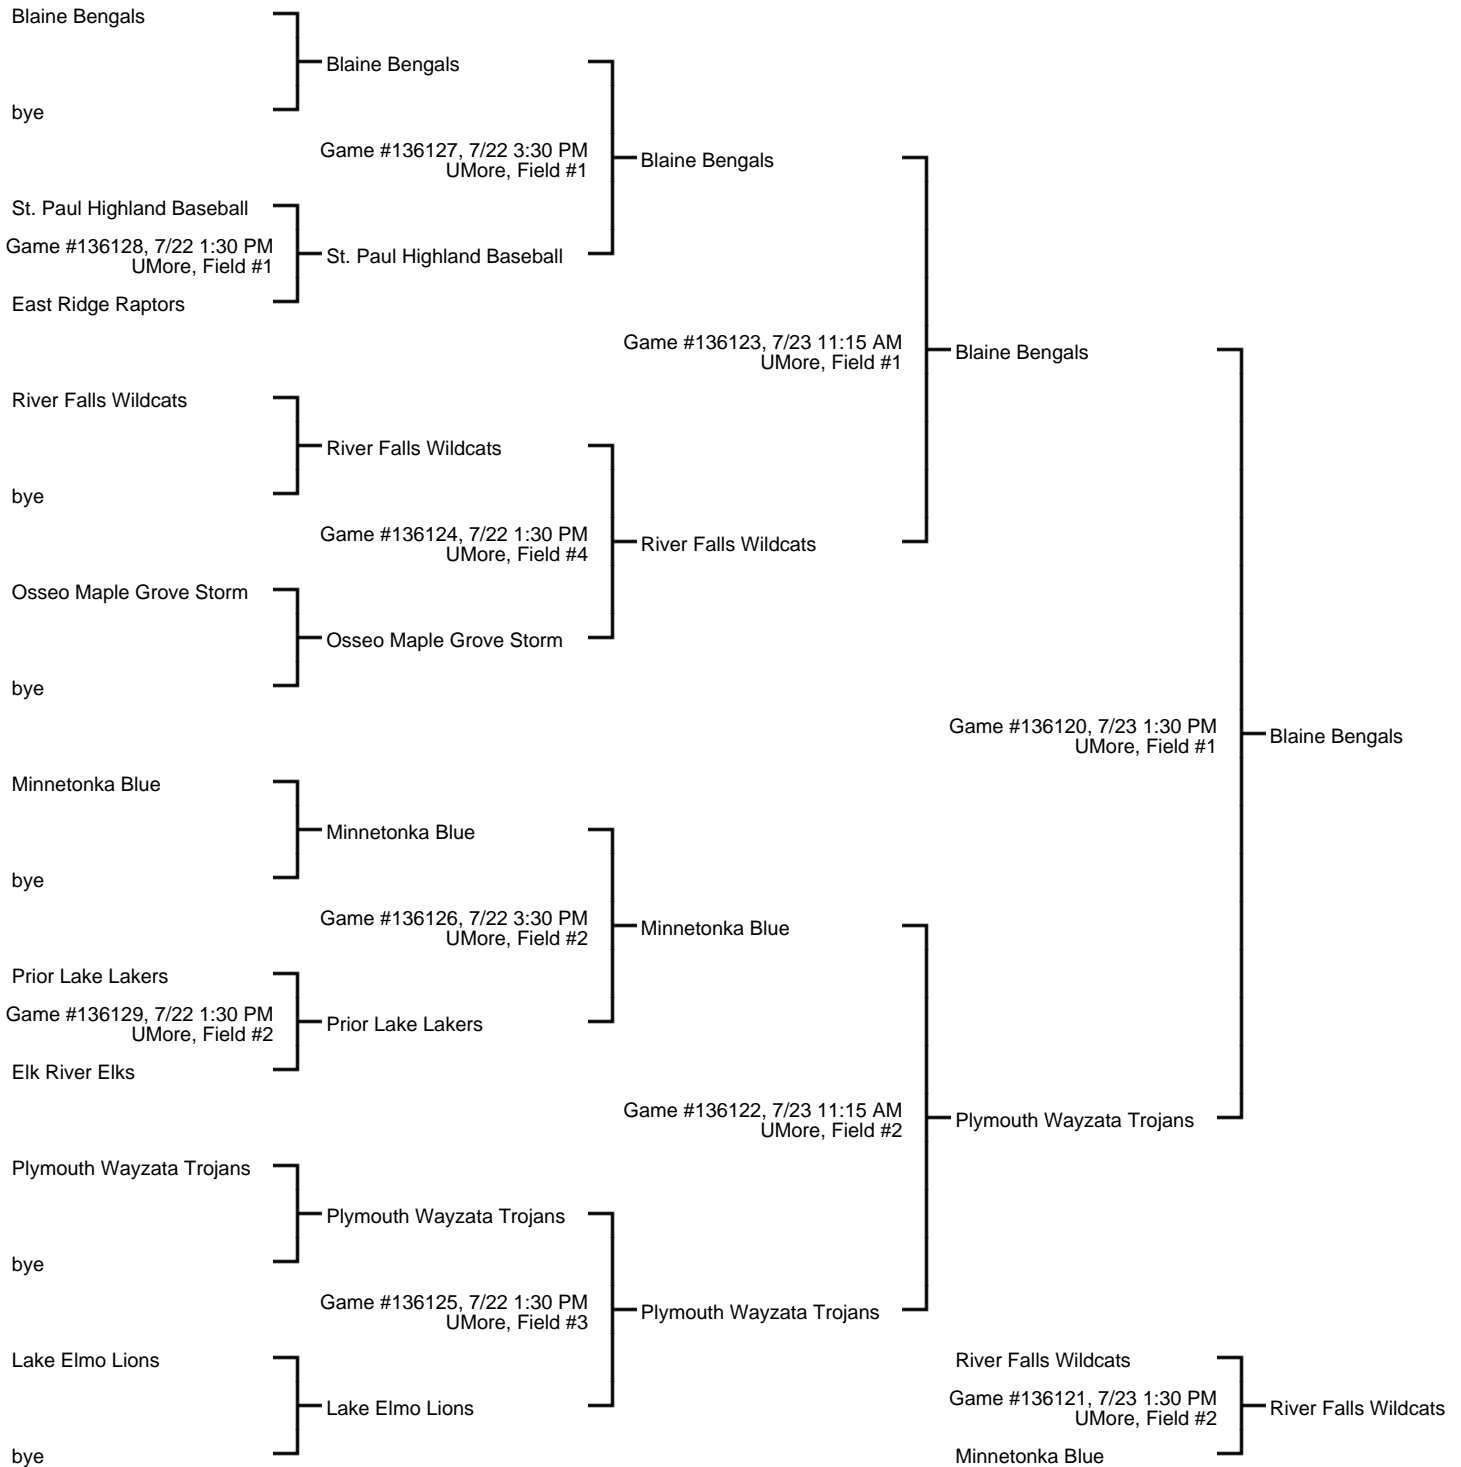 Blaine Bengals
Blaine Bengals
bye
Game #136127, 7/22 3:30 PM
UMore, Field #1
Blaine Bengals
St. Paul Highland Baseball
Game #136128, 7/22 1:30 PM
UMore, Field #1
St. Paul Highland Baseball
East Ridge Raptors
Game #136123, 7/23 11:15 AM
UMore, Field #1
Blaine Bengals
River Falls Wildcats
River Falls Wildcats
bye
Game #136124, 7/22 1:30 PM
UMore, Field #4
River Falls Wildcats
Osseo Maple Grove Storm
Osseo Maple Grove Storm
bye
Game #136120, 7/23 1:30 PM
UMore, Field #1
Blaine Bengals
Minnetonka Blue
Minnetonka Blue
bye
Game #136126, 7/22 3:30 PM
UMore, Field #2
Minnetonka Blue
Prior Lake Lakers
Game #136129, 7/22 1:30 PM
UMore, Field #2
Prior Lake Lakers
Elk River Elks
Game #136122, 7/23 11:15 AM
UMore, Field #2
Plymouth Wayzata Trojans
Plymouth Wayzata Trojans
Plymouth Wayzata Trojans
bye
Game #136125, 7/22 1:30 PM
UMore, Field #3
Plymouth Wayzata Trojans
Lake Elmo Lions
Lake Elmo Lions
bye
River Falls Wildcats
Game #136121, 7/23 1:30 PM
UMore, Field #2
River Falls Wildcats
Minnetonka Blue